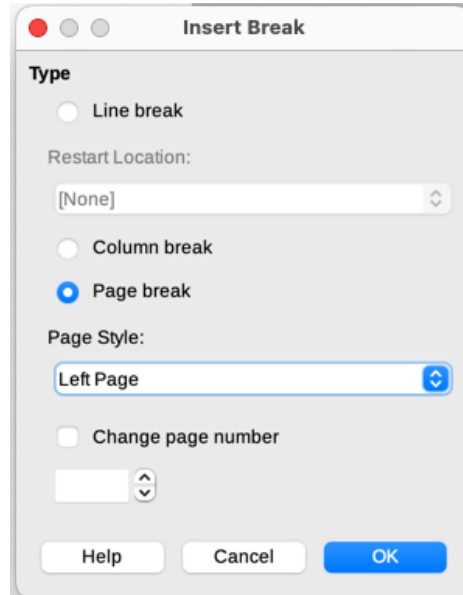 Insert Break
Type
Line break
Restart Location:
[None]
Column break
Page break
Page Style:
Left Page
Change page number
Help Cancel OK